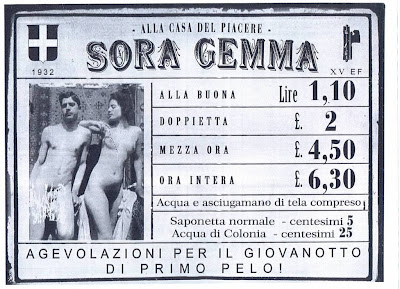 - ALLA CASA DEL PIACERE -
SORA GEMMA
1932
XV EF
ALLA BUONA Lire 1,10
DOPPIETTA £. 2
MEZZA ORA £. 4,50
ORA INTERA £. 6,30
Acqua e asciugamano di tela compreso
Saponetta normale - centesimi 5
Acqua di Colonia - centesimi 25
AGEVOLAZIONI PER IL GIOVANOTTO
DI PRIMO PELO!